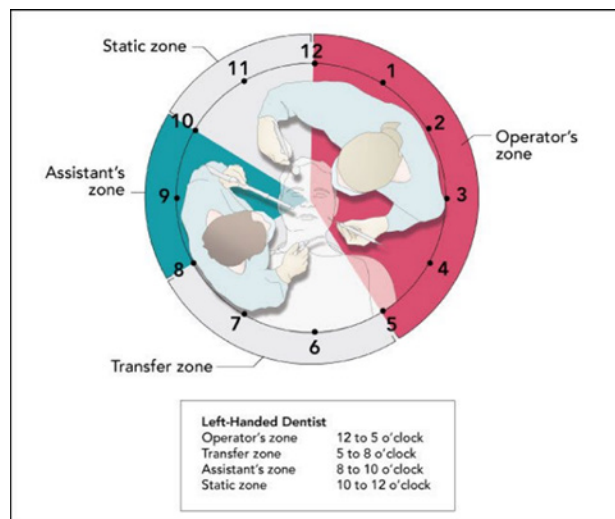 Static zone
12
11
1
2
10
Operator's
zone
Assistant's
zone
9
3
8
4
7
5
6
Transfer zone
Left-Handed Dentist
Operator's zone 12 to 5 o'clock
Transfer zone 5 to 8 o'clock
Assistant's zone 8 to 10 o'clock
Static zone 10 to 12 o'clock